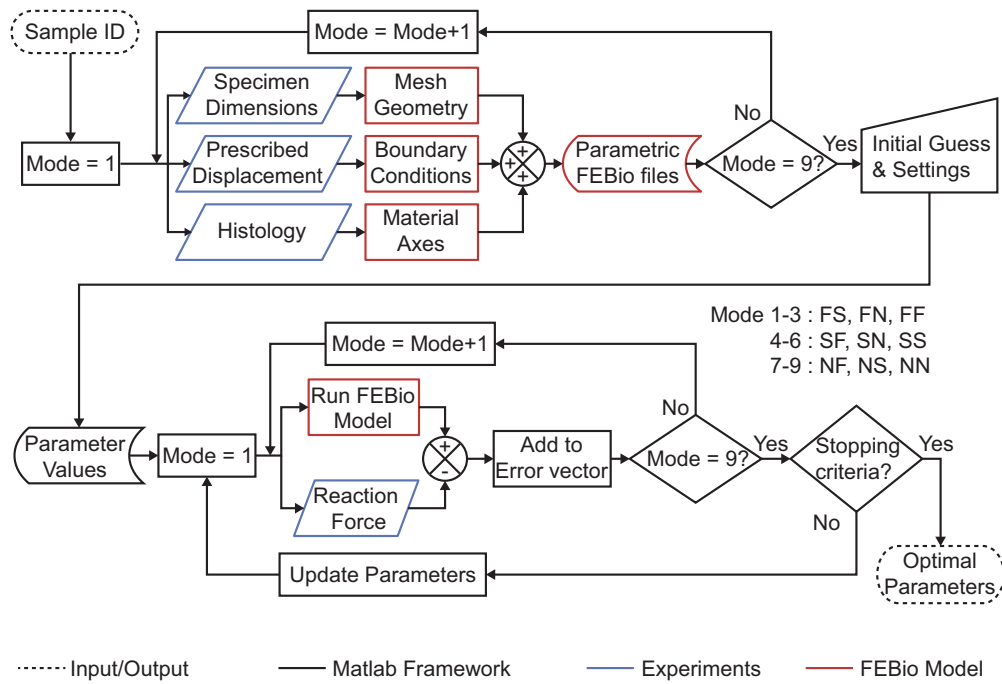 Sample ID
Mode = Mode+1
Specimen
Dimensions
Mesh
Geometry
No
Mode = 1
Prescribed
Displacement
Boundary
Conditions
+
+
+
Parametric
FEBio files
Mode = 9?
Yes
Initial Guess
& Settings
Histology
Material
Axes
Mode 1-3 : FS, FN, FF
4-6 : SF, SN, SS
7-9 : NF, NS, NN
Mode = Mode+1
Run FEBio
Model
No
Parameter
Values
Mode = 1
+
-
Add to
Error vector
Mode = 9?
Yes
Stopping
criteria?
Yes
Reaction
Force
No
Update Parameters
Optimal
Parameters
Input/Output
Matlab Framework
Experiments
FEBio Model